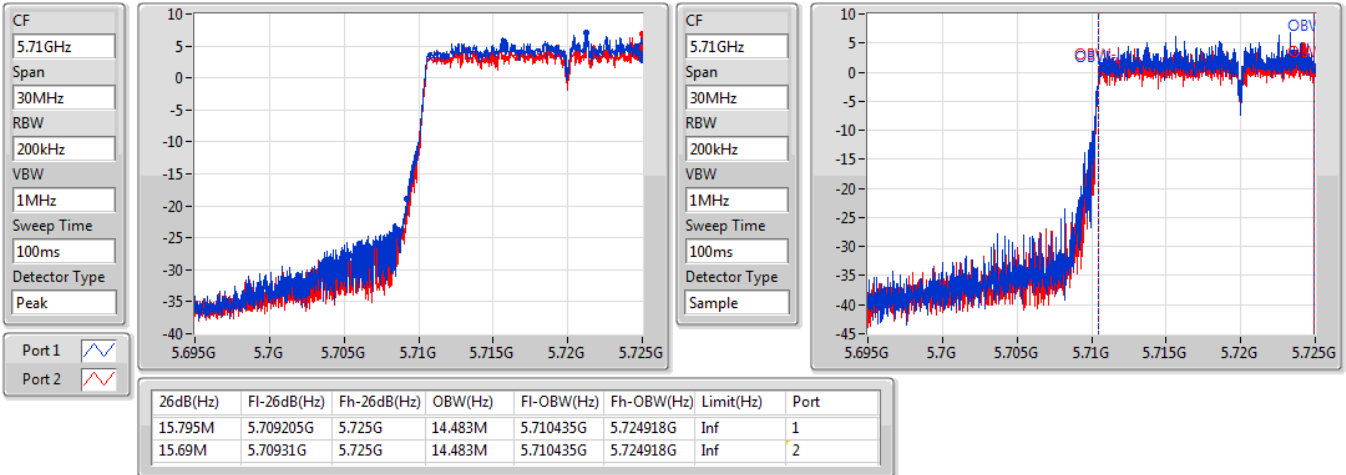 CF
5.71GHz
Span
30MHz
RBW
200kHz
VBW
1MHz
Sweep Time
100ms
Detector Type
Peak
Port 1
Port 2
10
5
0
-5
-10
-15
-20
-25
-30
-35
-40
5.695G 5.7G 5.705G 5.71G 5.715G 5.72G 5.725G
CF
5.71GHz
Span
30MHz
RBW
200kHz
VBW
1MHz
Sweep Time
100ms
Detector Type
Sample
10
5
0
-5
-10
-15
-20
-25
-30
-35
-40
-45
OBW
5.695G 5.7G 5.705G 5.71G 5.715G 5.72G 5.725G
26dB(Hz) Fl-26dB(Hz) Fh-26dB(Hz) OBW(Hz) Fl-OBW(Hz) Fh-OBW(Hz) Limit(Hz) Port
15.795M 5.709205G 5.725G 14.483M 5.710435G 5.724918G Inf 1
15.69M 5.70931G 5.725G 14.483M 5.710435G 5.724918G Inf 2